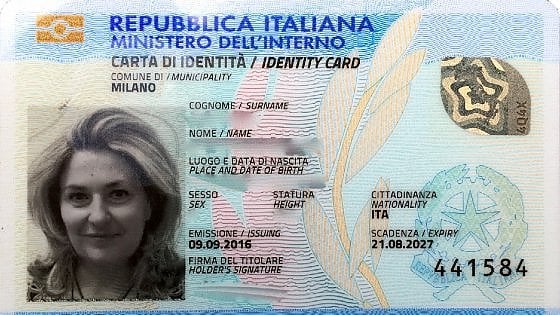 REPUBBLICA ITALIANA
MINISTERO DELL'INTERNO
CARTA DI IDENTITÀ / IDENTITY CARD
COMUNE DI / MUNICIPALITY
MILANO
COGNOME / SURNAME
NOME / NAME
LUOGO E DATA DI NASCITA
PLACE AND DATE OF BIRTH
SESSO STATURA CITTADINANZA
SEX HEIGHT NATIONALITY
ITA
EMISSIONE / ISSUING SCADENZA / EXPIRY
09.09.2016 21.08.2027
FIRMA DEL TITOLARE
HOLDER'S SIGNATURE
441584